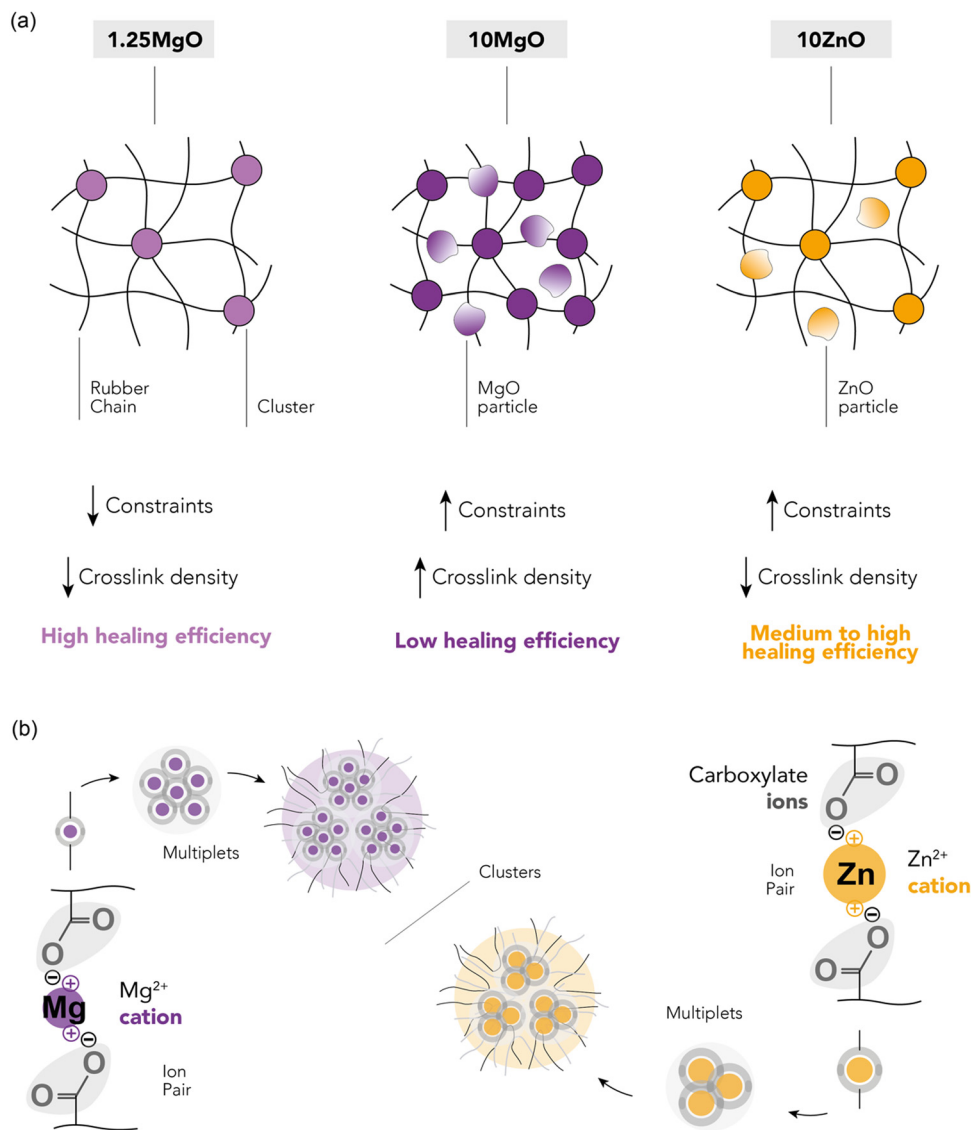 (a)
1.25MgO
10MgO
10ZnO
Rubber
Chain
Cluster
MgO
particle
ZnO
particle
↓ Constraints
↑ Constraints
↑ Constraints
↓ Crosslink density
↑ Crosslink density
↓ Crosslink density
High healing efficiency
Low healing efficiency
Medium to high
healing efficiency
(b)
Multiplets
Clusters
Carboxylate
ions
O
O
⊖
⊕
Ion
Pair
Zn
Zn²⁺
cation
⊕
⊖
O
O
O
O
⊖
⊕
Mg
Mg²⁺
cation
⊕
⊖
O
O
Ion
Pair
Multiplets